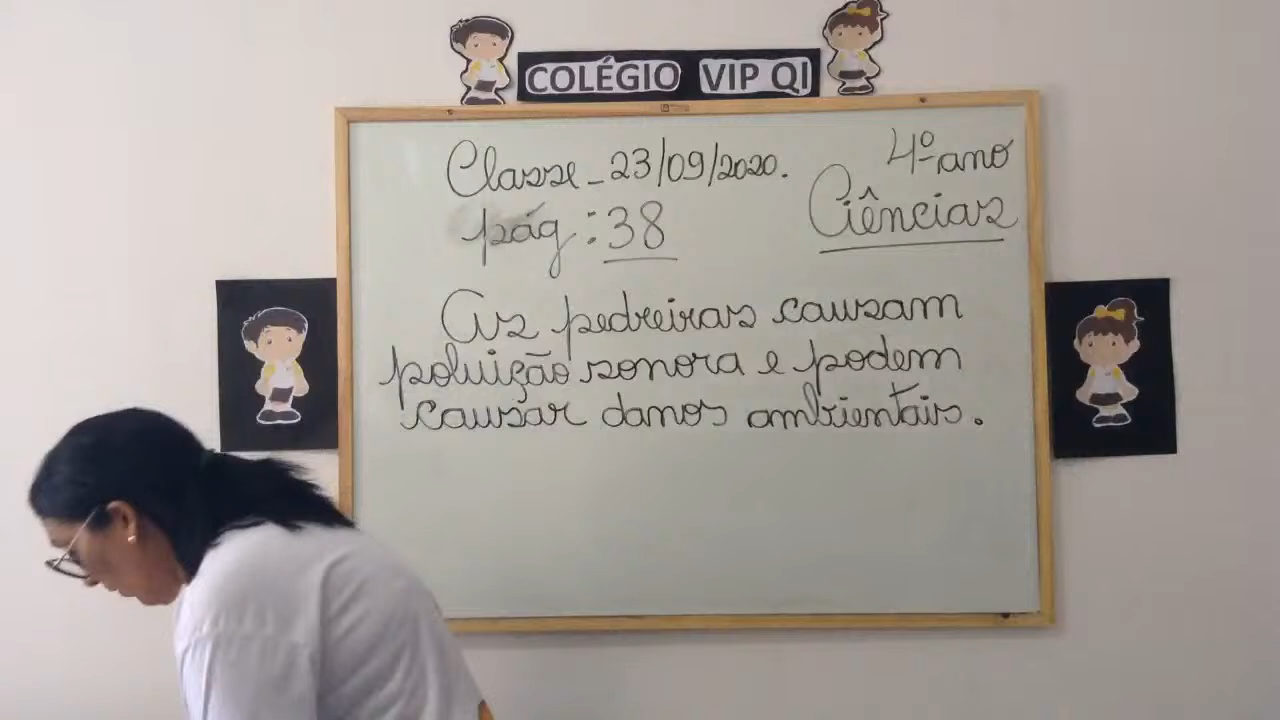 COLÉGIO VIP QI
Classe - 23/09/2020.
4º ano
pág: 38
Ciências
As pedreiras causam
poluição sonora e podem
causar danos ambientais.